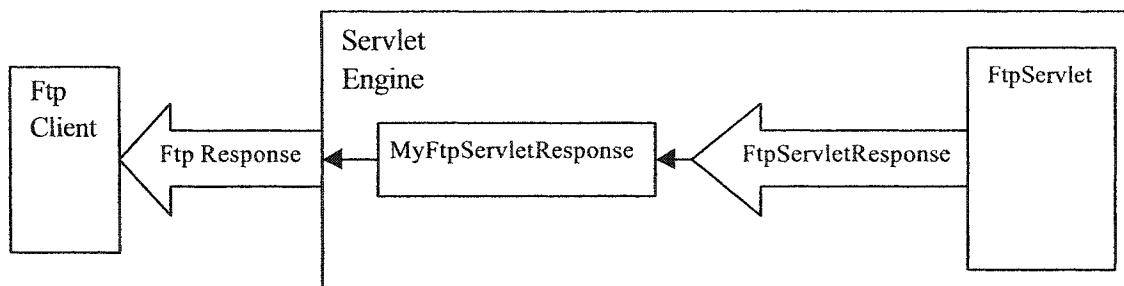 Servlet
Engine
Ftp
Client
Ftp Response
MyFtpServletResponse
FtpServletResponse
FtpServlet